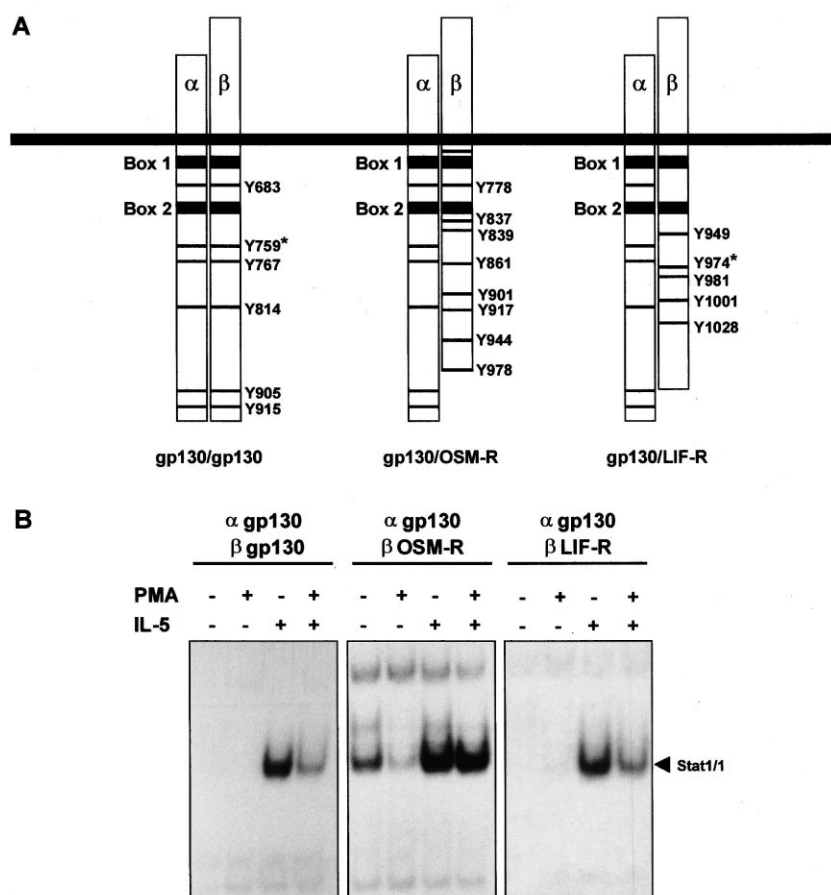 A
α β α β α β
Box 1 Box 1 Box 1
Y683 Y778
Box 2 Box 2 Box 2
Y837
Y759* Y839 Y949
Y767 Y861 Y974*
Y981
Y901 Y1001
Y814 Y917
Y1028
Y944
Y978
Y905
Y915
gp130/gp130 gp130/OSM-R gp130/LIF-R
B
α gp130 α gp130 α gp130
β gp130 β OSM-R β LIF-R
PMA - + - + - + - + - + - +
IL-5 - - + + - - + + - - + +
Stat1/1